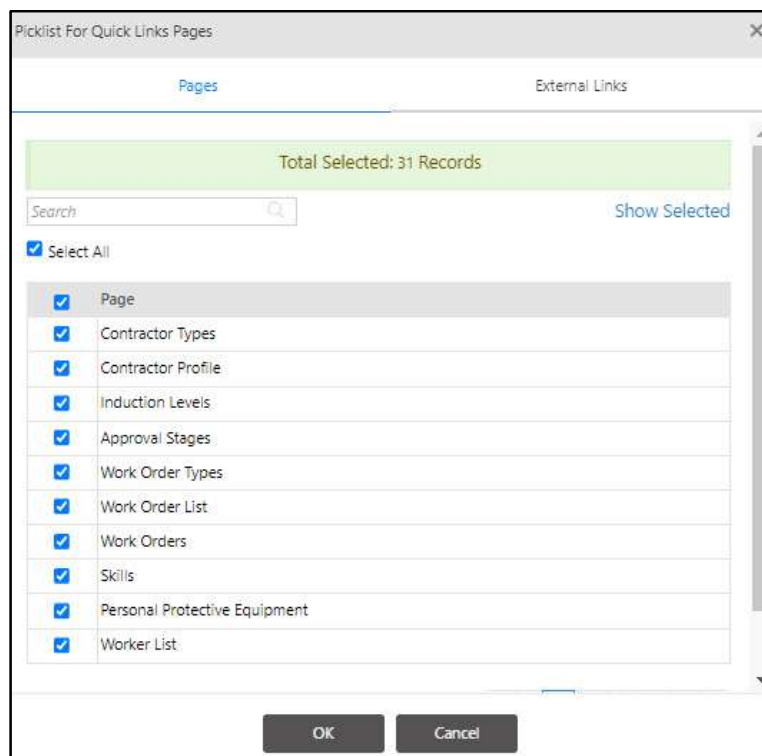 Picklist For Quick Links Pages
Pages External Links
Total Selected: 31 Records
Search Show Selected
Select All
Page
Contractor Types
Contractor Profile
Induction Levels
Approval Stages
Work Order Types
Work Order List
Work Orders
Skills
Personal Protective Equipment
Worker List
OK Cancel